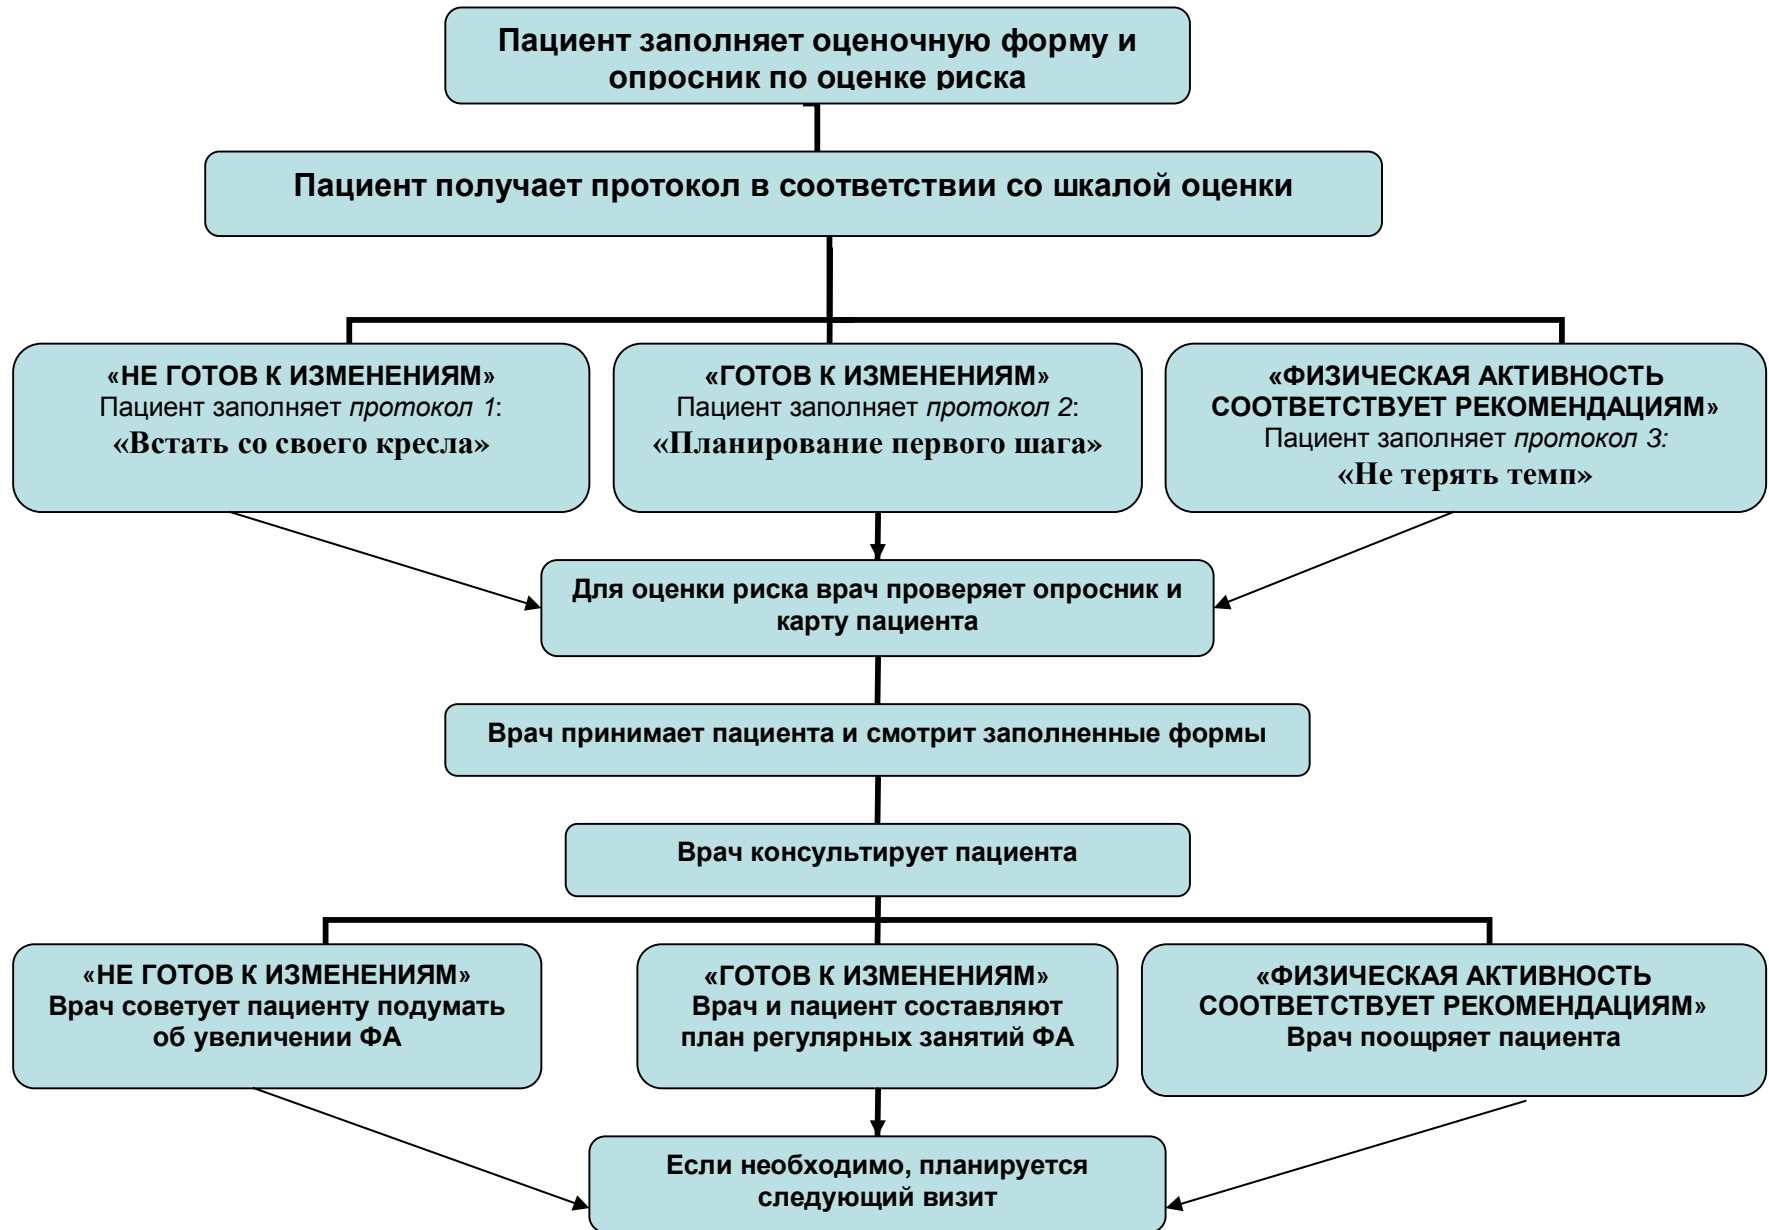 Пациент заполняет оценочную форму и
опросник по оценке риска
Пациент получает протокол в соответствии со шкалой оценки
«НЕ ГОТОВ К ИЗМЕНЕНИЯМ»
Пациент заполняет протокол 1:
«Встать со своего кресла»
«ГОТОВ К ИЗМЕНЕНИЯМ»
Пациент заполняет протокол 2:
«Планирование первого шага»
«ФИЗИЧЕСКАЯ АКТИВНОСТЬ
СООТВЕТСТВУЕТ РЕКОМЕНДАЦИЯМ»
Пациент заполняет протокол 3:
«Не терять темп»
Для оценки риска врач проверяет опросник и
карту пациента
Врач принимает пациента и смотрит заполненные формы
Врач консультирует пациента
«НЕ ГОТОВ К ИЗМЕНЕНИЯМ»
Врач советует пациенту подумать
об увеличении ФА
«ГОТОВ К ИЗМЕНЕНИЯМ»
Врач и пациент составляют
план регулярных занятий ФА
«ФИЗИЧЕСКАЯ АКТИВНОСТЬ
СООТВЕТСТВУЕТ РЕКОМЕНДАЦИЯМ»
Врач поощряет пациента
Если необходимо, планируется
следующий визит